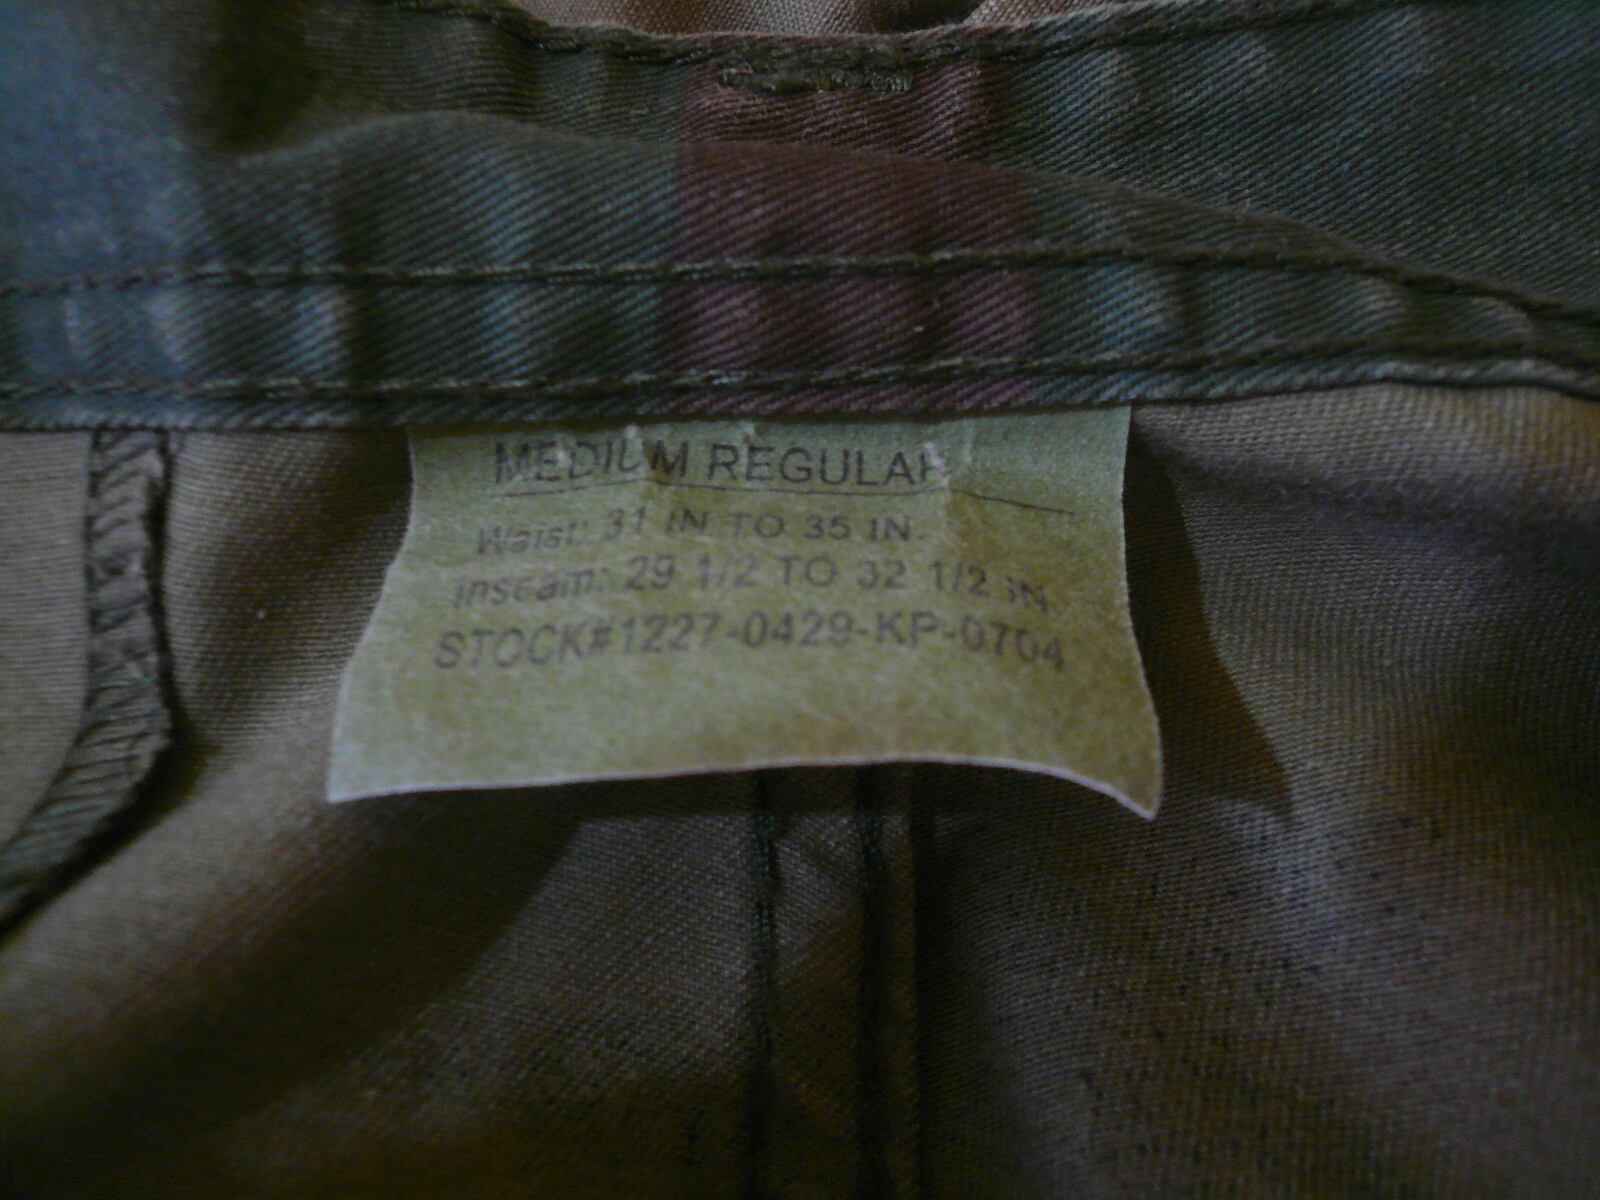 MEDIUM REGULAR
Waist: 31 IN TO 35 IN.
Inseam: 29 1/2 TO 32 1/2 IN
STOCK#1227-0429-KP-0704